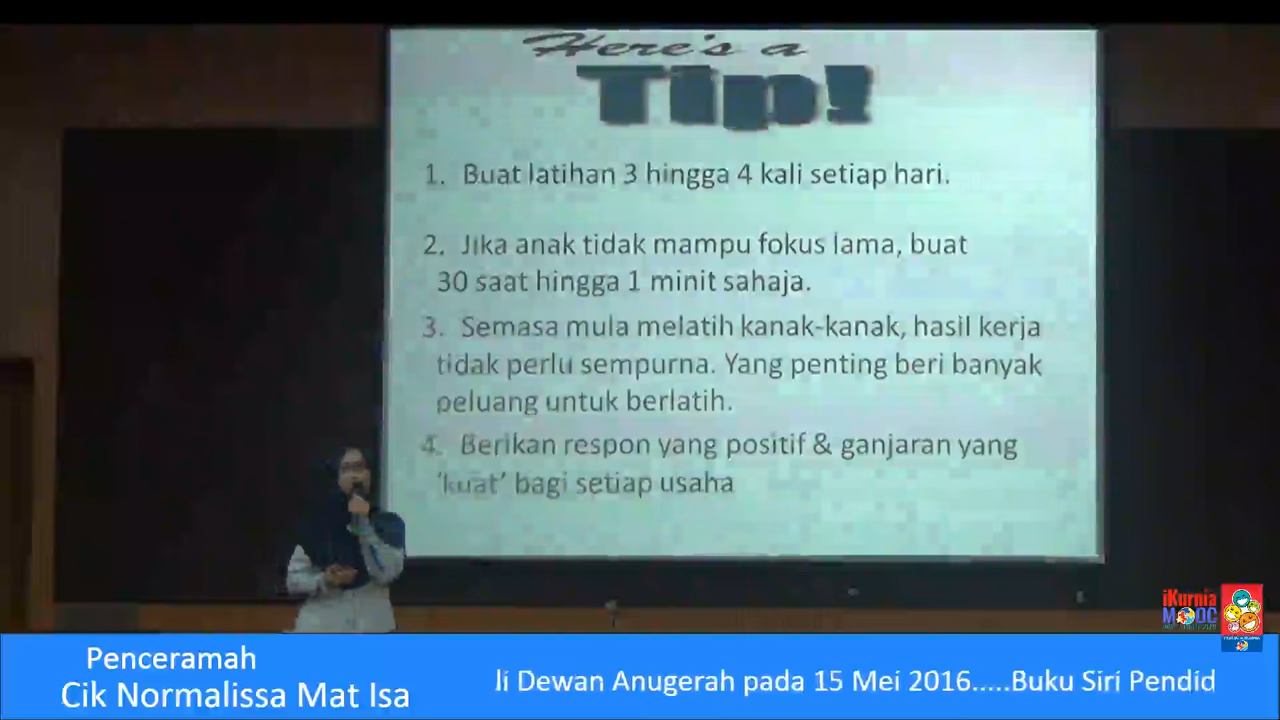 Here's a
Tip!
1. Buat latihan 3 hingga 4 kali setiap hari.
2. Jika anak tidak mampu fokus lama, buat
30 saat hingga 1 minit sahaja.
3. Semasa mula melatih kanak-kanak, hasil kerja
tidak perlu sempurna. Yang penting beri banyak
peluang untuk berlatih.
4. Berikan respon yang positif & ganjaran yang
'kuat' bagi setiap usaha
iKurnia
MOOC
Penceramah
Cik Normalissa Mat Isa
li Dewan Anugerah pada 15 Mei 2016.....Buku Siri Pendid